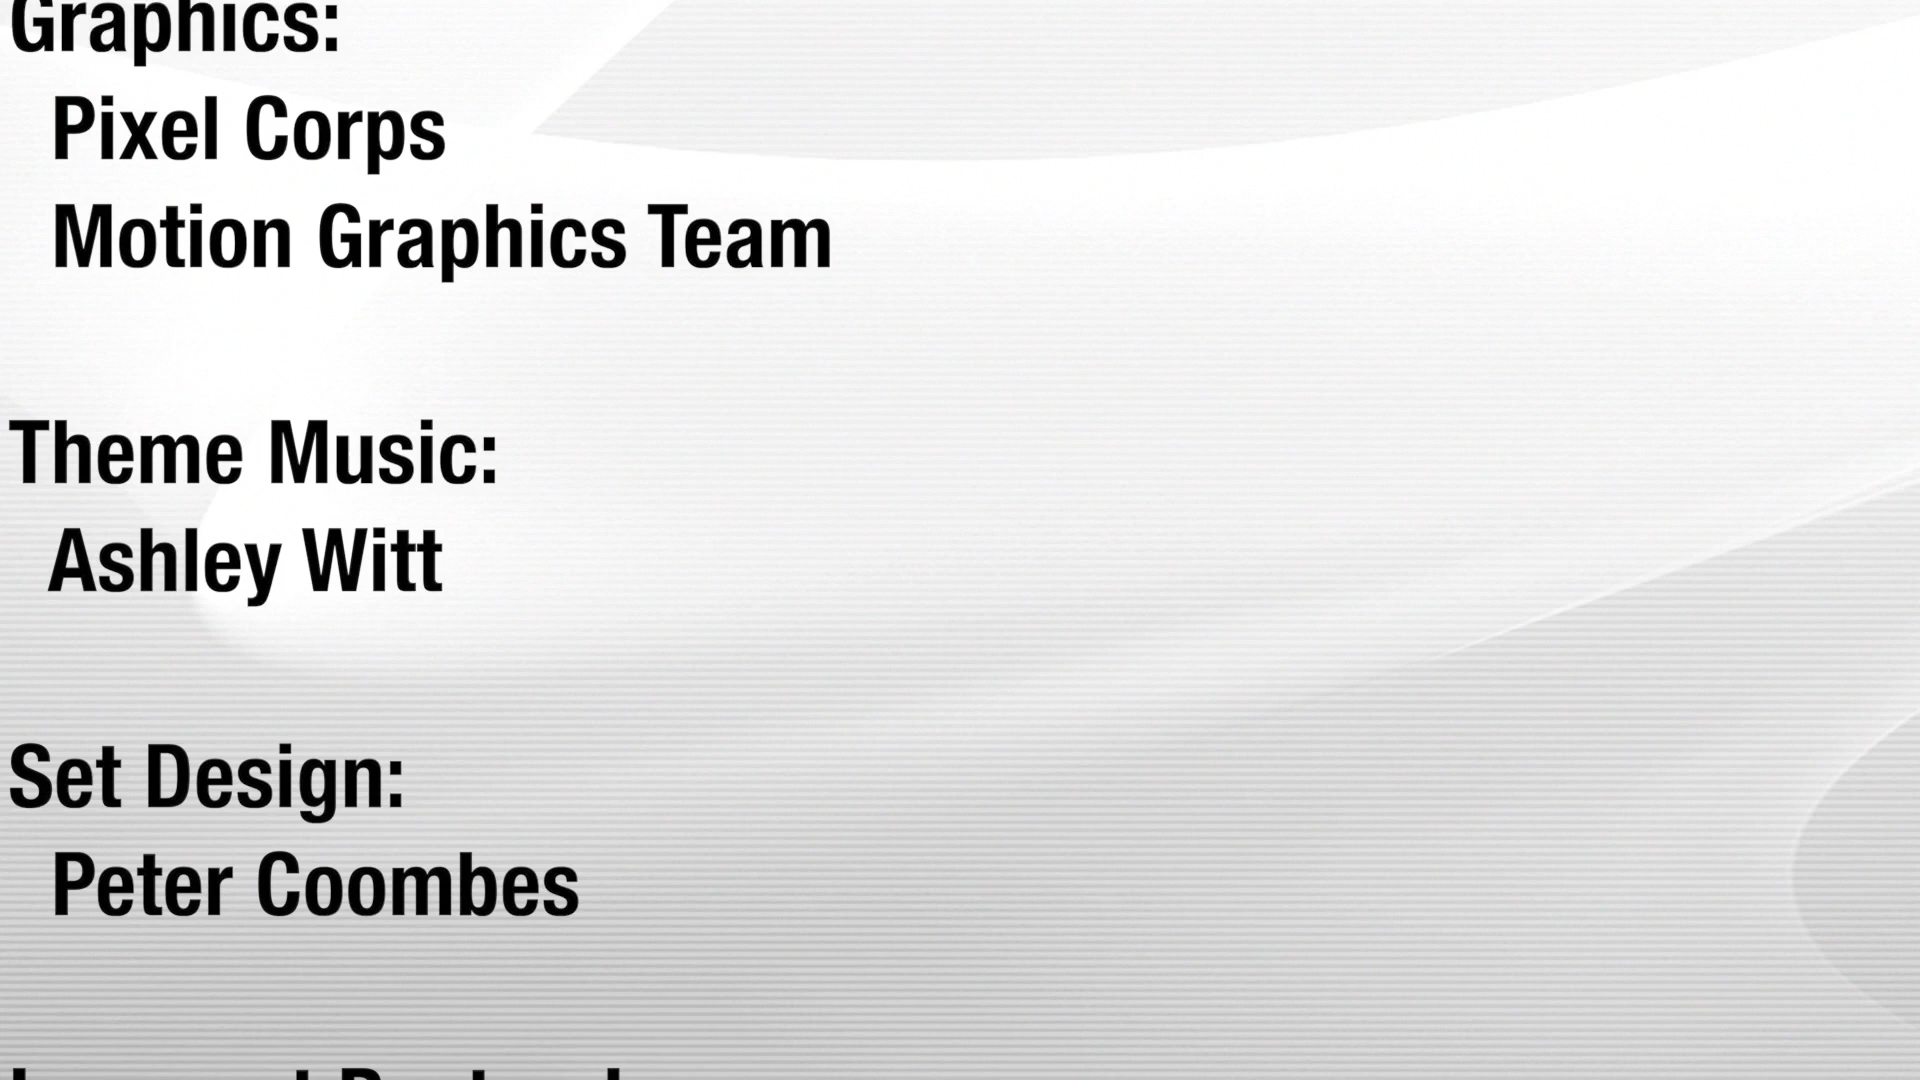 Graphics:
Pixel Corps
Motion Graphics Team
Theme Music:
Ashley Witt
Set Design:
Peter Coombes